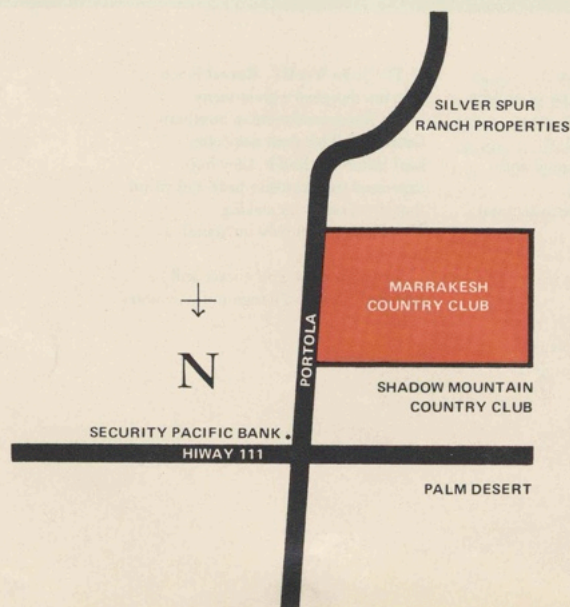 SILVER SPUR
RANCH PROPERTIES
MARRAKESH
COUNTRY CLUB
PORTOLA
N
SHADOW MOUNTAIN
COUNTRY CLUB
SECURITY PACIFIC BANK
HIWAY 111
PALM DESERT